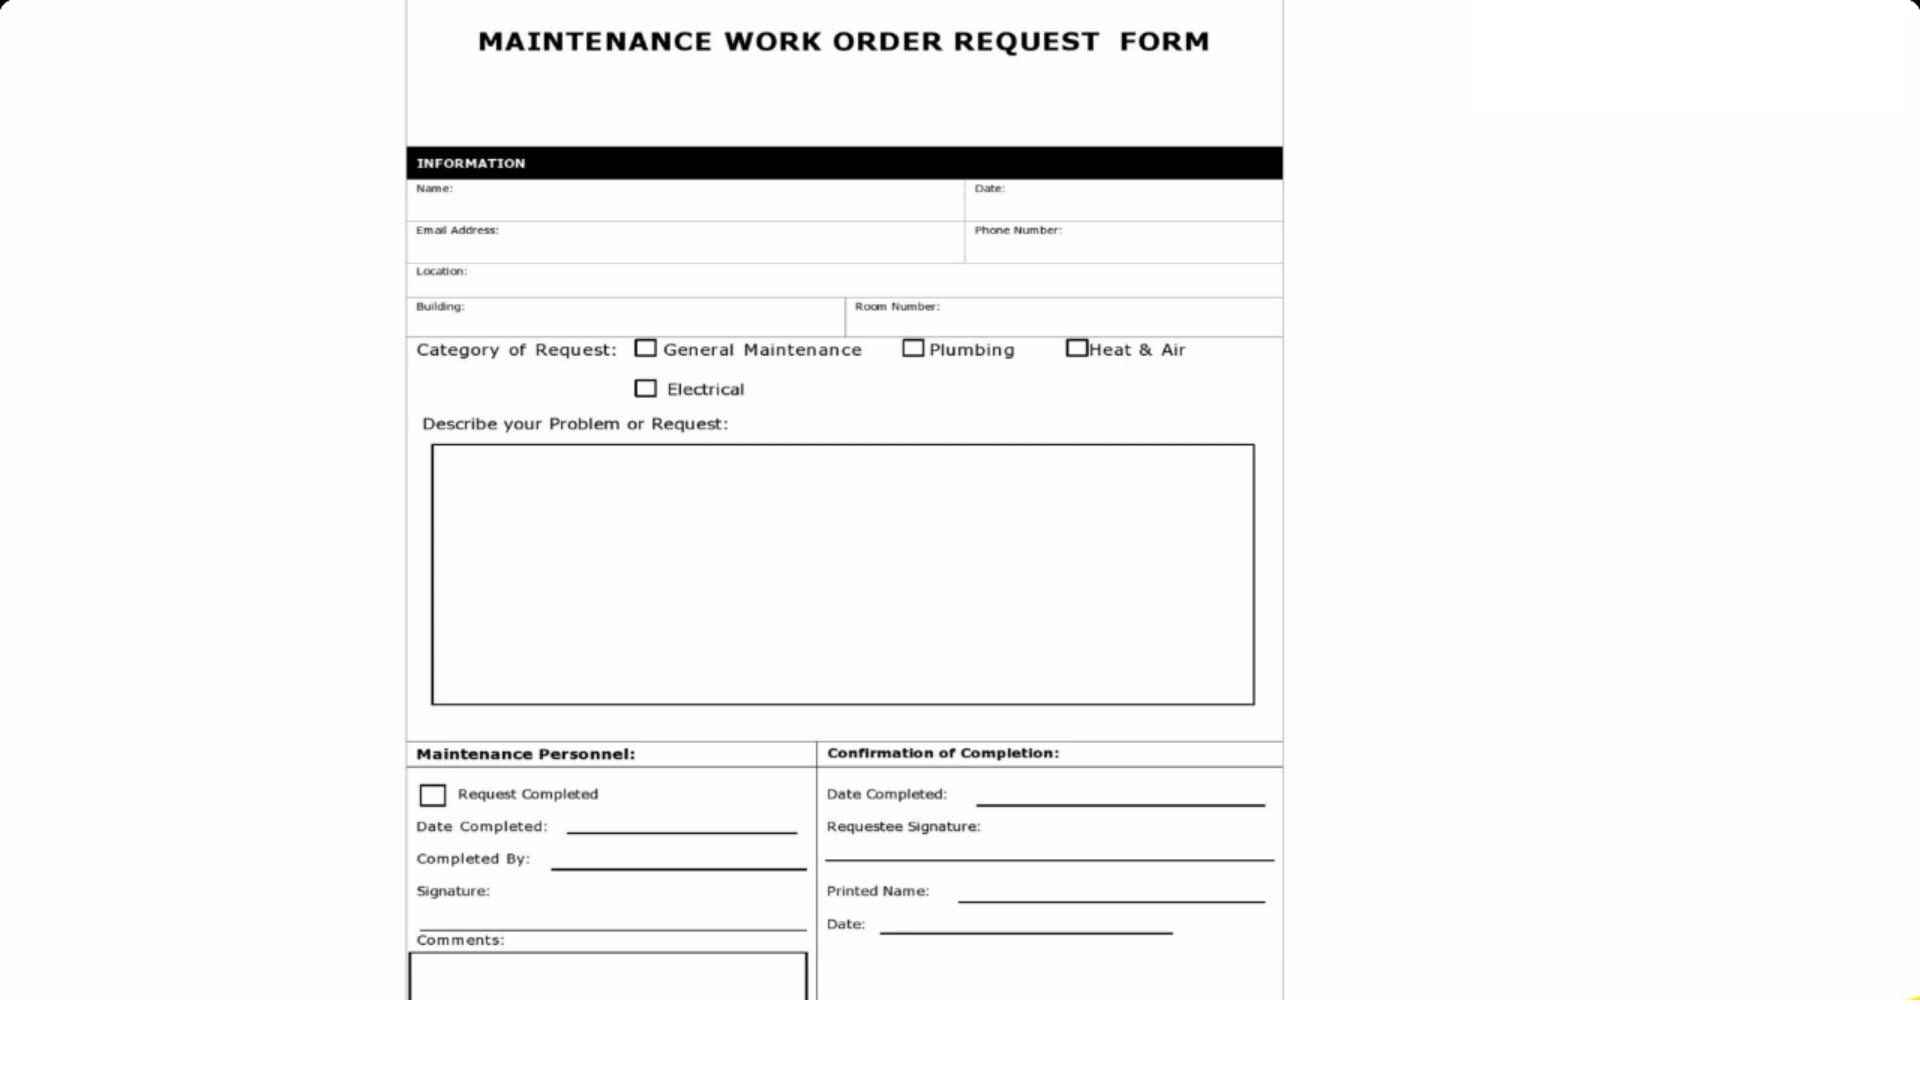 MAINTENANCE WORK ORDER REQUEST FORM
INFORMATION
Name: Date:
Email Address: Phone Number:
Location:
Building: Room Number:
Category of Request: General Maintenance Plumbing Heat & Air
Electrical
Describe your Problem or Request:
Maintenance Personnel: Confirmation of Completion:
Request Completed Date Completed:
Date Completed: Requestee Signature:
Completed By:
Signature: Printed Name:
Date:
Comments: